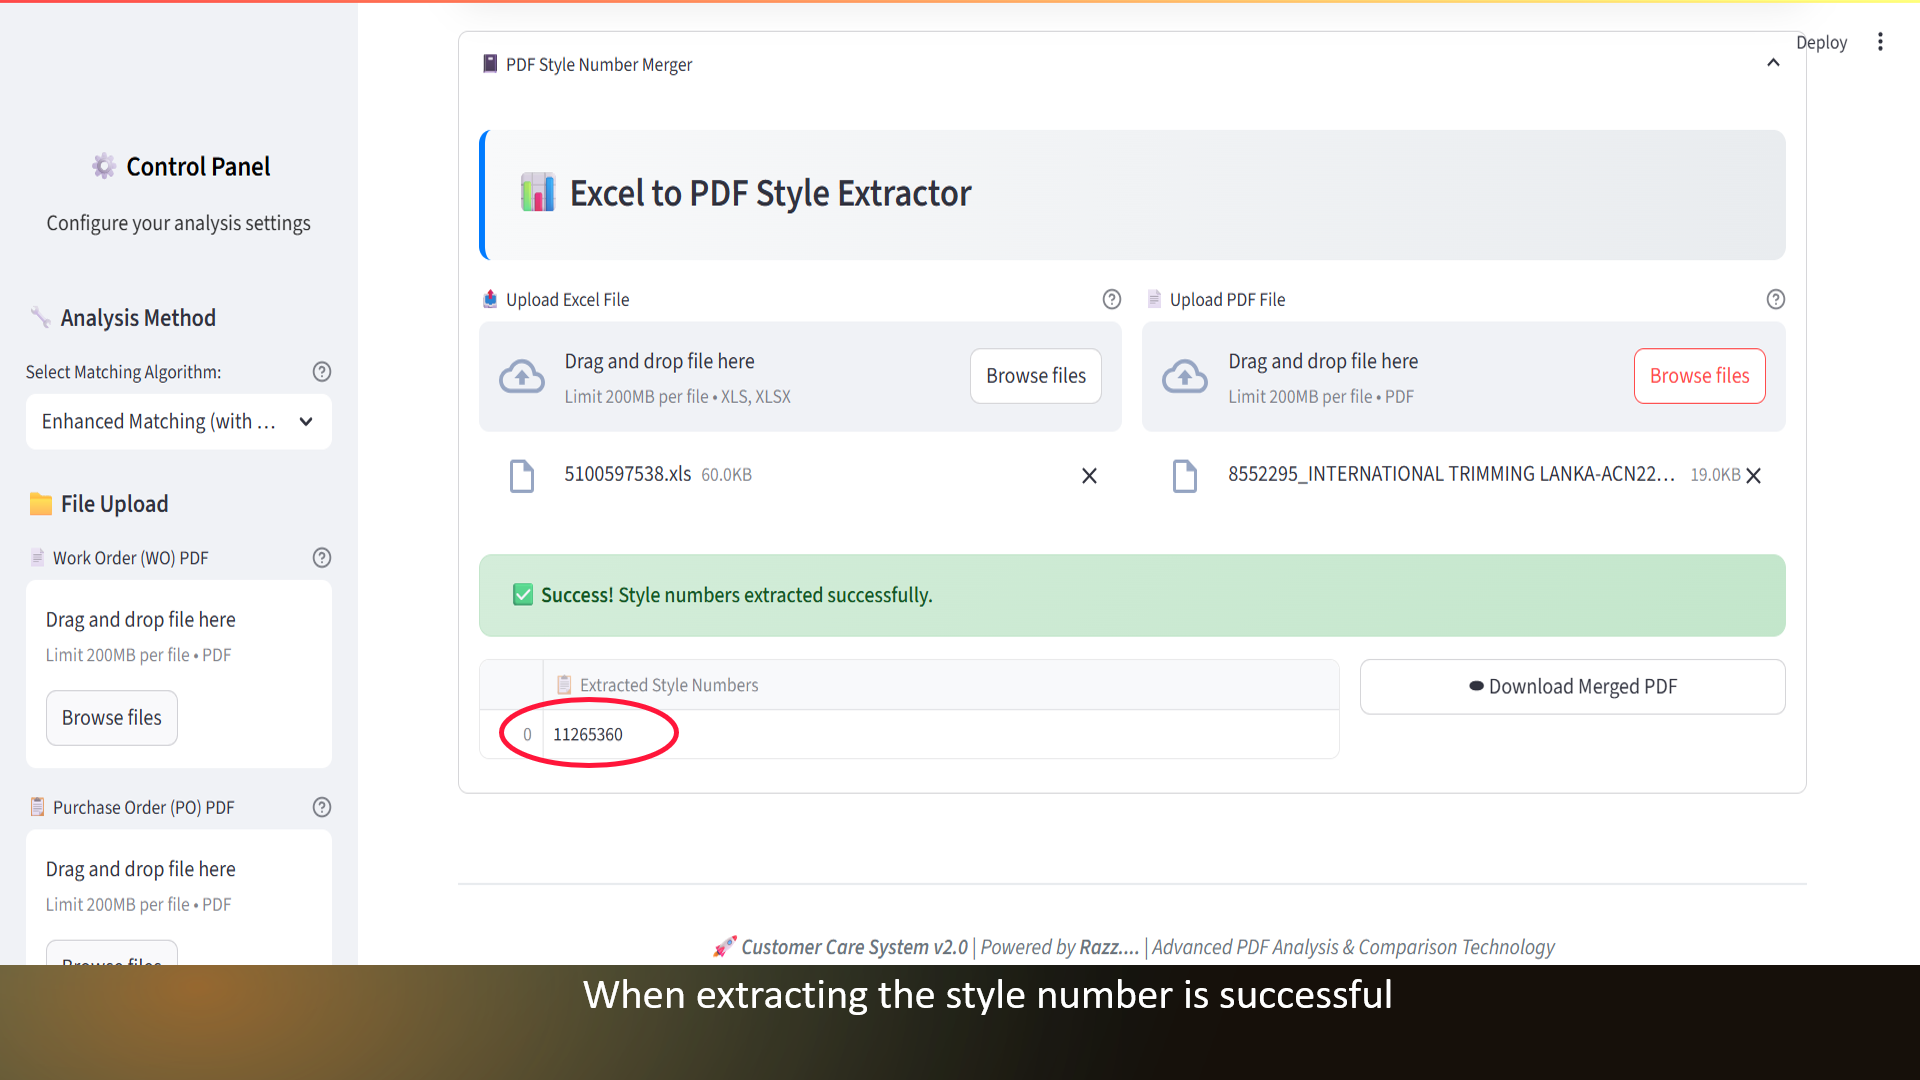 Deploy
PDF Style Number Merger
Control Panel
Configure your analysis settings
Analysis Method
Select Matching Algorithm:
Enhanced Matching (with ...
File Upload
Work Order (WO) PDF
Drag and drop file here
Limit 200MB per file • PDF
Browse files
Purchase Order (PO) PDF
Drag and drop file here
Limit 200MB per file • PDF
Browse files
Excel to PDF Style Extractor
Upload Excel File
Drag and drop file here
Limit 200MB per file • XLS, XLSX
Browse files
5100597538.xls 60.0KB
Upload PDF File
Drag and drop file here
Limit 200MB per file • PDF
Browse files
8552295_INTERNATIONAL TRIMMING LANKA-ACN22... 19.0KB
Success! Style numbers extracted successfully.
Extracted Style Numbers
0 11265360
Download Merged PDF
Customer Care System v2.0 | Powered by Razz.... | Advanced PDF Analysis & Comparison Technology
When extracting the style number is successful